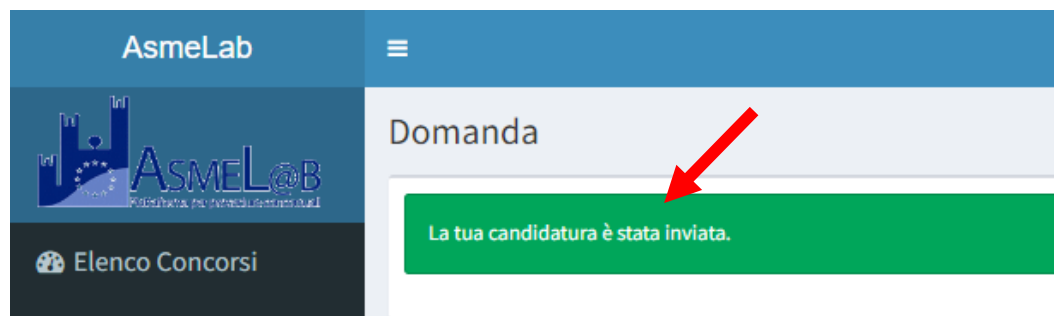 AsmeLab
Domanda
ASMEL@B
La tua candidatura è stata inviata.
Elenco Concorsi